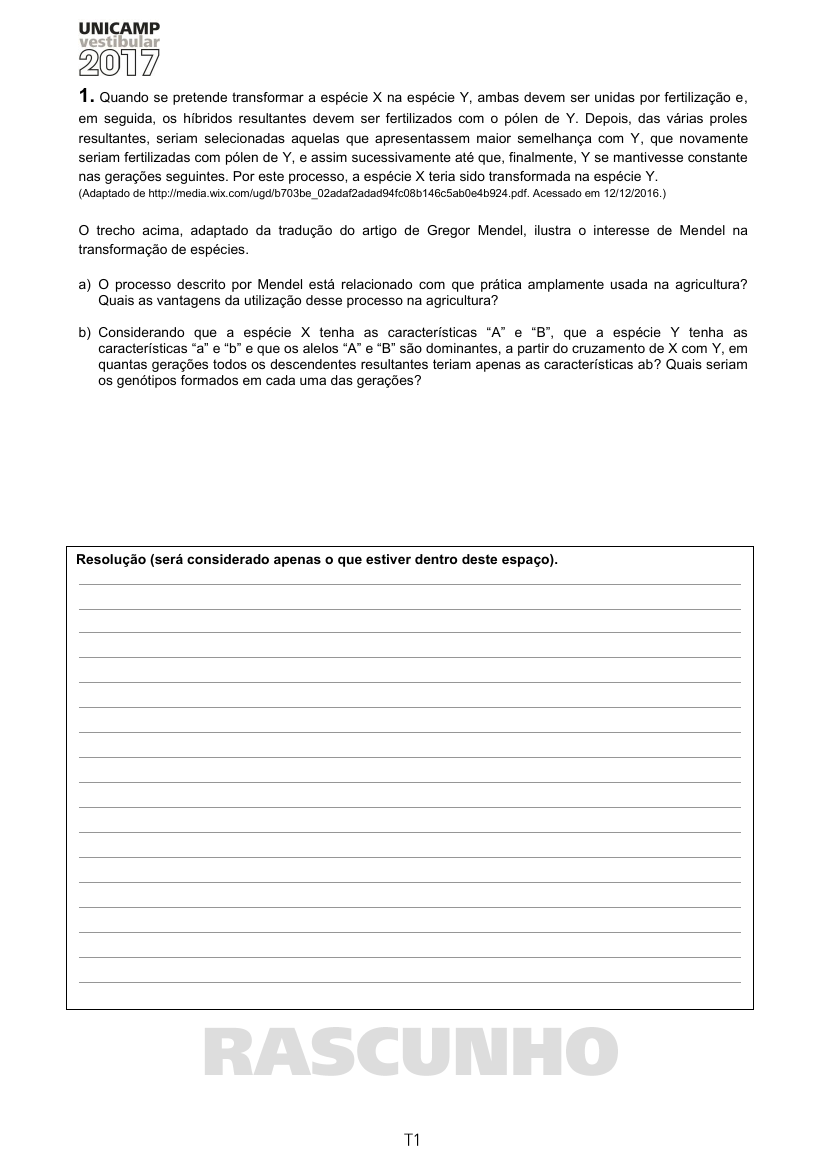 UNICAMP
vestibular
2017
1. Quando se pretende transformar a espécie X na espécie Y, ambas devem ser unidas por fertilização e,
em seguida, os híbridos resultantes devem ser fertilizados com o pólen de Y. Depois, das várias proles
resultantes, seriam selecionadas aquelas que apresentassem maior semelhança com Y, que novamente
seriam fertilizadas com pólen de Y, e assim sucessivamente até que, finalmente, Y se mantivesse constante
nas gerações seguintes. Por este processo, a espécie X teria sido transformada na espécie Y.
(Adaptado de http://media.wix.com/ugd/b703be_02adaf2adad94fc08b146c5ab0e4b924.pdf. Acessado em 12/12/2016.)
O trecho acima, adaptado da tradução do artigo de Gregor Mendel, ilustra o interesse de Mendel na
transformação de espécies.
a) O processo descrito por Mendel está relacionado com que prática amplamente usada na agricultura?
Quais as vantagens da utilização desse processo na agricultura?
b) Considerando que a espécie X tenha as características “A” e “B”, que a espécie Y tenha as
características “a” e “b” e que os alelos “A” e “B” são dominantes, a partir do cruzamento de X com Y, em
quantas gerações todos os descendentes resultantes teriam apenas as características ab? Quais seriam
os genótipos formados em cada uma das gerações?
Resolução (será considerado apenas o que estiver dentro deste espaço).
RASCUNHO
T1